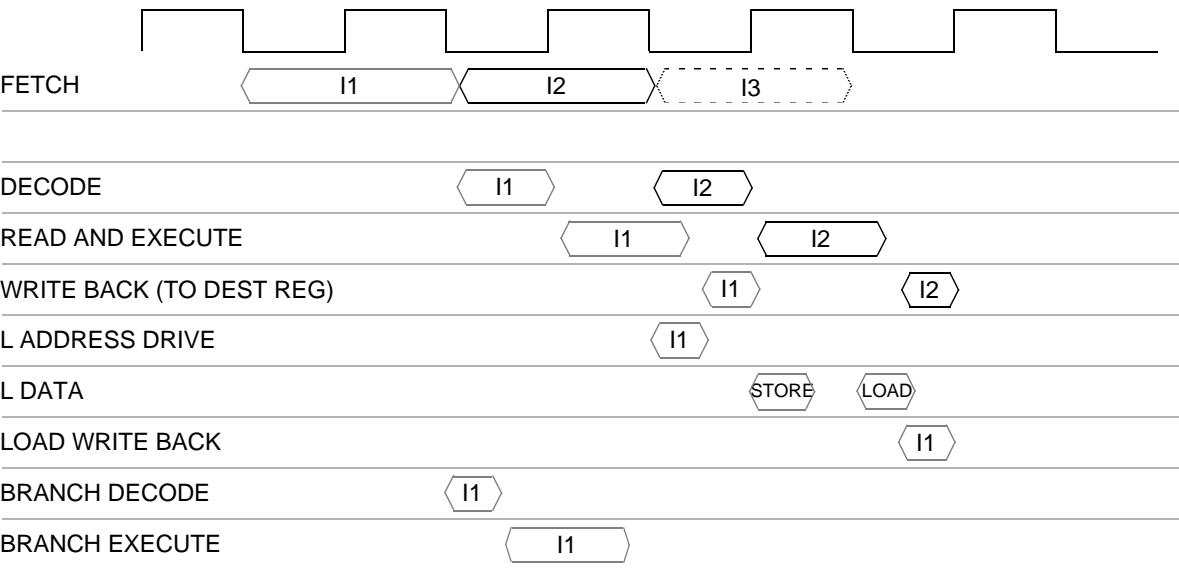 FETCH I1 I2 I3
DECODE I1 I2
READ AND EXECUTE I1 I2
WRITE BACK (TO DEST REG) I1 I2
L ADDRESS DRIVE I1
L DATA STORE LOAD
LOAD WRITE BACK I1
BRANCH DECODE I1
BRANCH EXECUTE I1